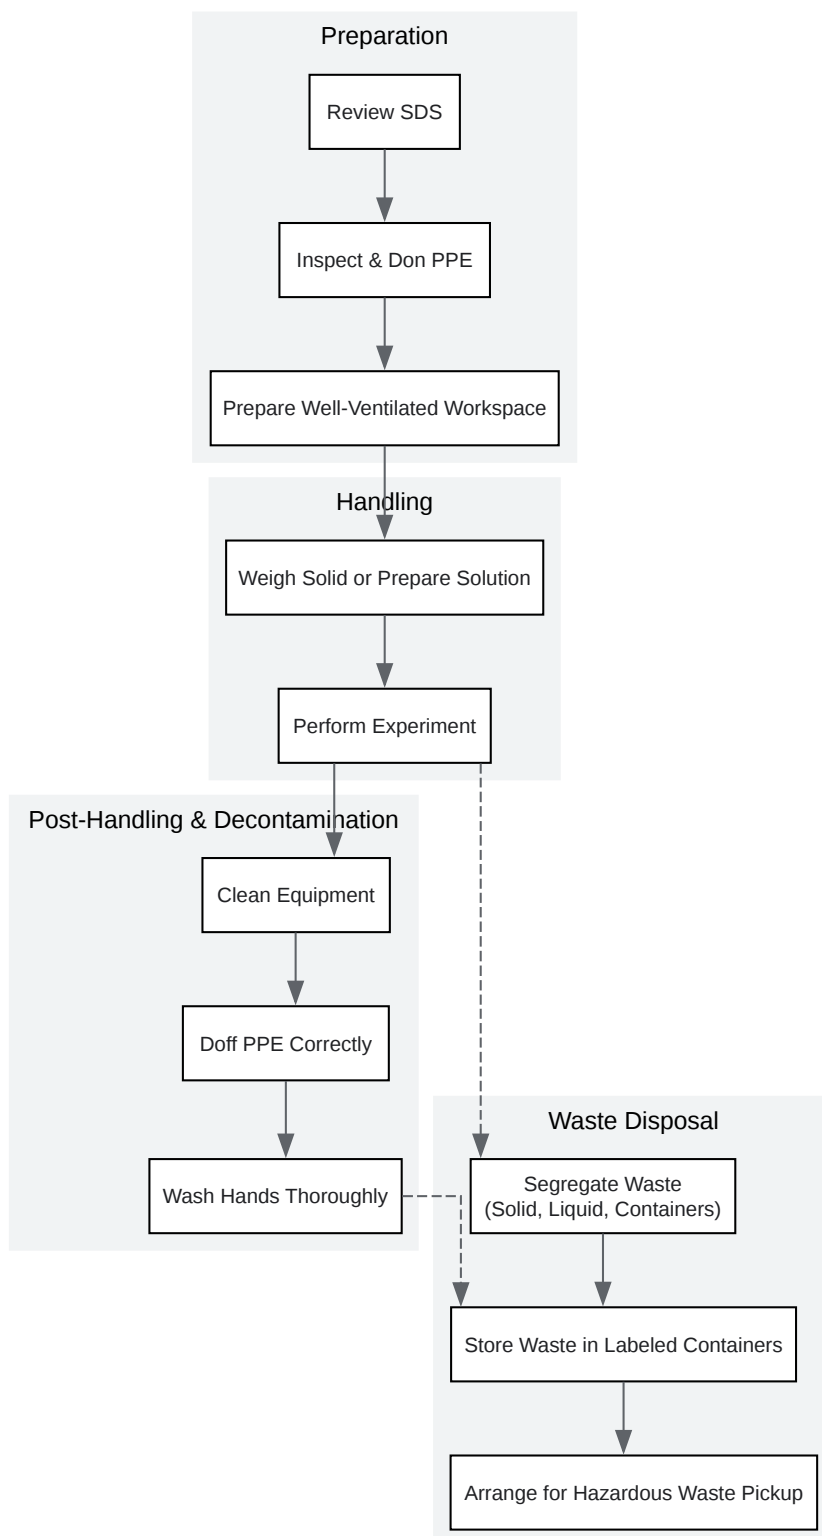 Preparation
Review SDS
Inspect & Don PPE
Prepare Well-Ventilated Workspace
Handling
Weigh Solid or Prepare Solution
Perform Experiment
Post-Handling & Decontamination
Clean Equipment
Doff PPE Correctly
Wash Hands Thoroughly
Waste Disposal
Segregate Waste
(Solid, Liquid, Containers)
Store Waste in Labeled Containers
Arrange for Hazardous Waste Pickup